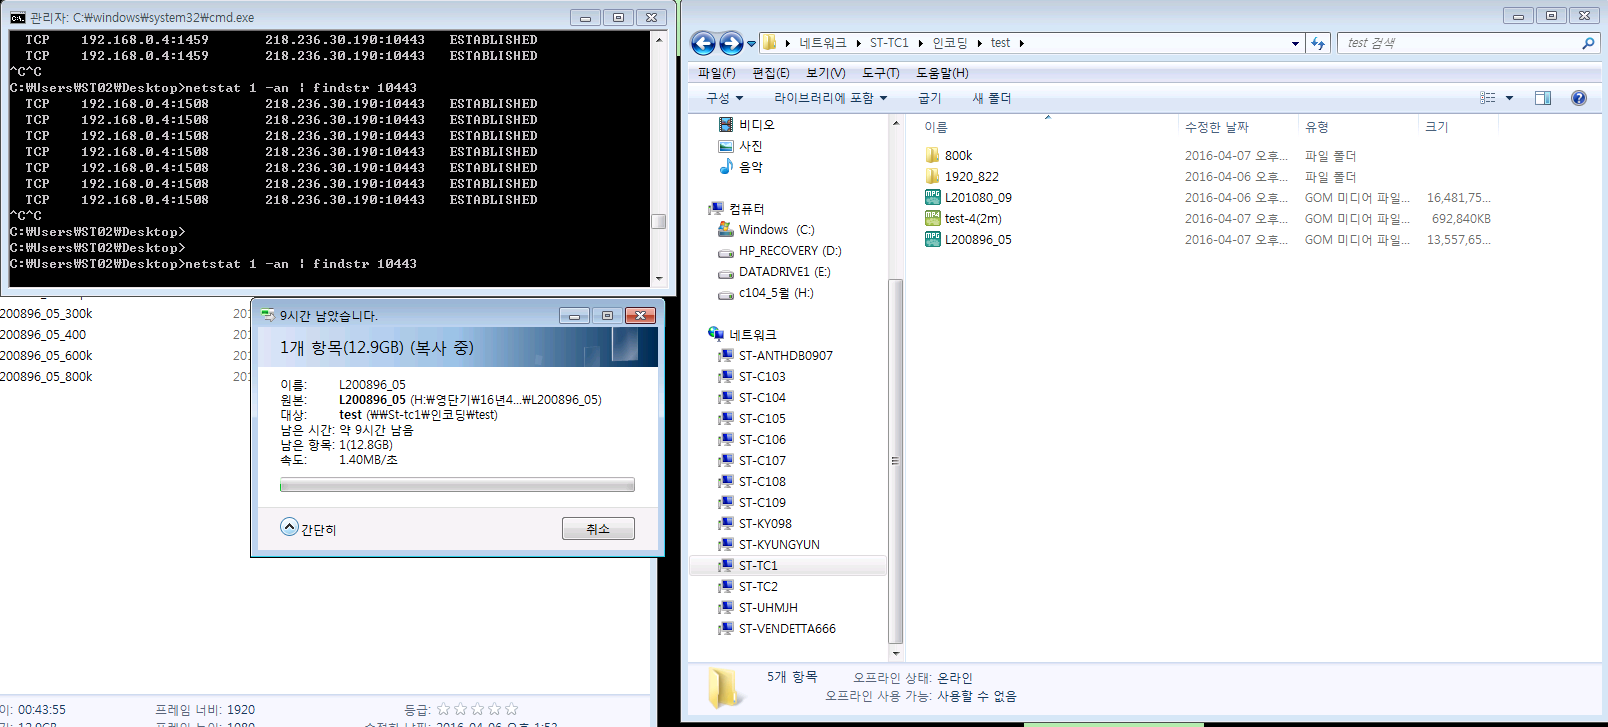 관리자: C:\windows\system32\cmd.exe
TCP 192.168.0.4:1459 218.236.30.190:10443 ESTABLISHED
TCP 192.168.0.4:1459 218.236.30.190:10443 ESTABLISHED
^C^C
C:\Users\ST02\Desktop>netstat 1 -an | findstr 10443
TCP 192.168.0.4:1508 218.236.30.190:10443 ESTABLISHED
TCP 192.168.0.4:1508 218.236.30.190:10443 ESTABLISHED
TCP 192.168.0.4:1508 218.236.30.190:10443 ESTABLISHED
TCP 192.168.0.4:1508 218.236.30.190:10443 ESTABLISHED
TCP 192.168.0.4:1508 218.236.30.190:10443 ESTABLISHED
TCP 192.168.0.4:1508 218.236.30.190:10443 ESTABLISHED
TCP 192.168.0.4:1508 218.236.30.190:10443 ESTABLISHED
^C^C
C:\Users\ST02\Desktop>
C:\Users\ST02\Desktop>
C:\Users\ST02\Desktop>netstat 1 -an | findstr 10443
200896_05_300k 201
200896_05_400 201
200896_05_600k 201
200896_05_800k 201
9시간 남았습니다.
1개 항목(12.9GB) (복사 중)
이름: L200896_05
원본: L200896_05 (H:\영단기\16년4...\L200896_05)
대상: test (\\St-tc1\인코딩\test)
남은 시간: 약 9시간 남음
남은 항목: 1(12.8GB)
속도: 1.40MB/초
간단히
취소
이: 00:43:55 프레임 너비: 1920 등급:
12.9GB 프레임 높이: 1080 수정한 날짜: 2016-04-06 오후 1:53
네트워크 ST-TC1 인코딩 test
test 검색
파일(F) 편집(E) 보기(V) 도구(T) 도움말(H)
구성 라이브러리에 포함 굽기 새 폴더
비디오
사진
음악
컴퓨터
Windows (C:)
HP_RECOVERY (D:)
DATADRIVE1 (E:)
c104_5월 (H:)
네트워크
ST-ANTHDB0907
ST-C103
ST-C104
ST-C105
ST-C106
ST-C107
ST-C108
ST-C109
ST-KY098
ST-KYUNGYUN
ST-TC1
ST-TC2
ST-UHMJH
ST-VENDETTA666
이름 수정한 날짜 유형 크기
800k 2016-04-07 오후... 파일 폴더
1920_822 2016-04-06 오후... 파일 폴더
L201080_09 2016-04-06 오후... GOM 미디어 파일... 16,481,75...
test-4(2m) 2016-04-07 오후... GOM 미디어 파일... 692,840KB
L200896_05 2016-04-07 오후... GOM 미디어 파일... 13,557,65...
5개 항목 오프라인 상태: 온라인
오프라인 사용 가능: 사용할 수 없음